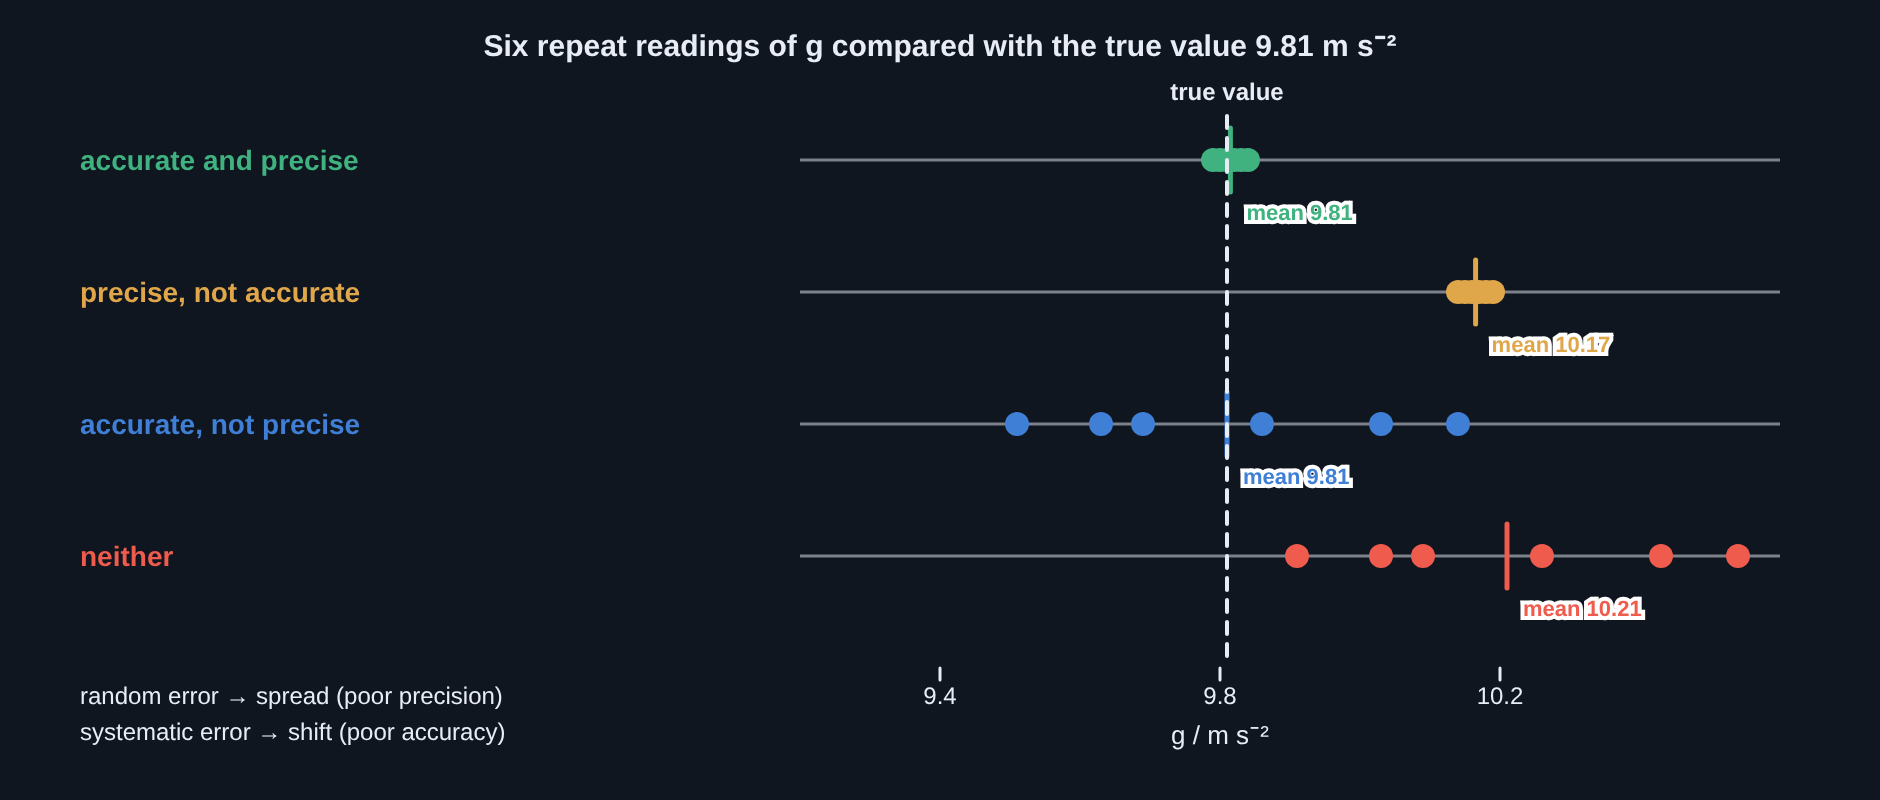 Six repeat readings of g compared with the true value 9.81 m s⁻²
true value
accurate and precise
mean 9.81
precise, not accurate
mean 10.17
accurate, not precise
mean 9.81
neither
mean 10.21
random error → spread (poor precision)
systematic error → shift (poor accuracy)
9.4 9.8 10.2
g / m s⁻²